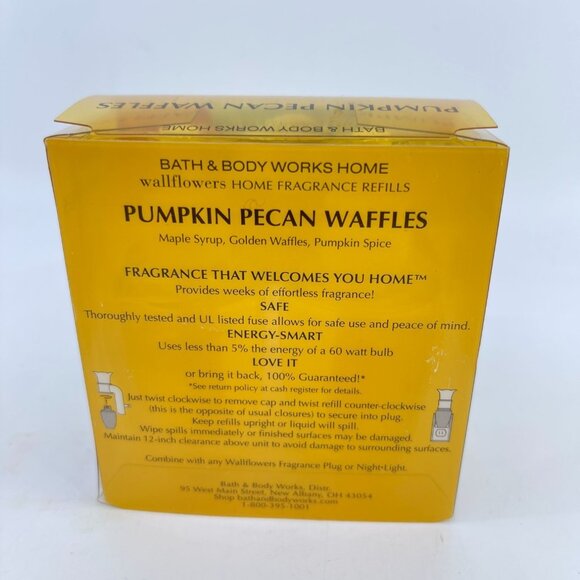 PUMPKIN PECAN WAFFLES
BATH & BODY WORKS HOME
BATH & BODY WORKS HOME
wallflowers HOME FRAGRANCE REFILLS
PUMPKIN PECAN WAFFLES
Maple Syrup, Golden Waffles, Pumpkin Spice
FRAGRANCE THAT WELCOMES YOU HOME™
Provides weeks of effortless fragrance!
SAFE
Thoroughly tested and UL listed fuse allows for safe use and peace of mind.
ENERGY-SMART
Uses less than 5% the energy of a 60 watt bulb
LOVE IT
or bring it back, 100% Guaranteed!*
*See return policy at cash register for details.
Just twist clockwise to remove cap and twist refill counter-clockwise
(this is the opposite of usual closures) to secure into plug.
Keep refills upright or liquid will spill.
Wipe spills immediately or finished surfaces may be damaged.
Maintain 12-inch clearance above unit to avoid damage to surrounding surfaces.
Combine with any Wallflowers Fragrance Plug or Night-Light.
Bath & Body Works, Distr.
95 West Main Street, New Albany, OH 43054
Shop bathandbodyworks.com
1-800-395-1001